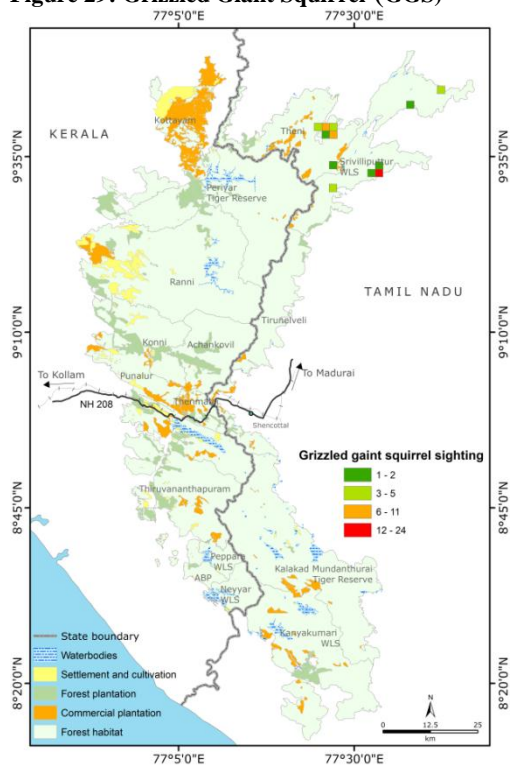 Figure 29: Grizzled Giant Squirrel (GGS)
77°5'0"E
77°30'0"E
KERALA
Kottayam
Theni
9°35'0"N
9°35'0"N
Srivilliputtur
WLS
Periyar
Tiger Reserve
Ranni
TAMIL NADU
Tirunelveli
9°10'0"N
9°10'0"N
Konni
Achankovil
To Kollam
Punalur
To Madurai
NH 208
Thenmala
Shencottai
Grizzled gaint squirrel sighting
1 - 2
3 - 5
6 - 11
12 - 24
Thiruvananthapuram
8°45'0"N
8°45'0"N
Peppara
WLS
ABP
Neyyar
WLS
Kalakad Mundanthurai
Tiger Reserve
Kanyakumari
WLS
State boundary
Waterbodies
Settlement and cultivation
Forest plantation
Commercial plantation
Forest habitat
8°20'0"N
8°20'0"N
N
0 12.5 25
km
77°5'0"E
77°30'0"E